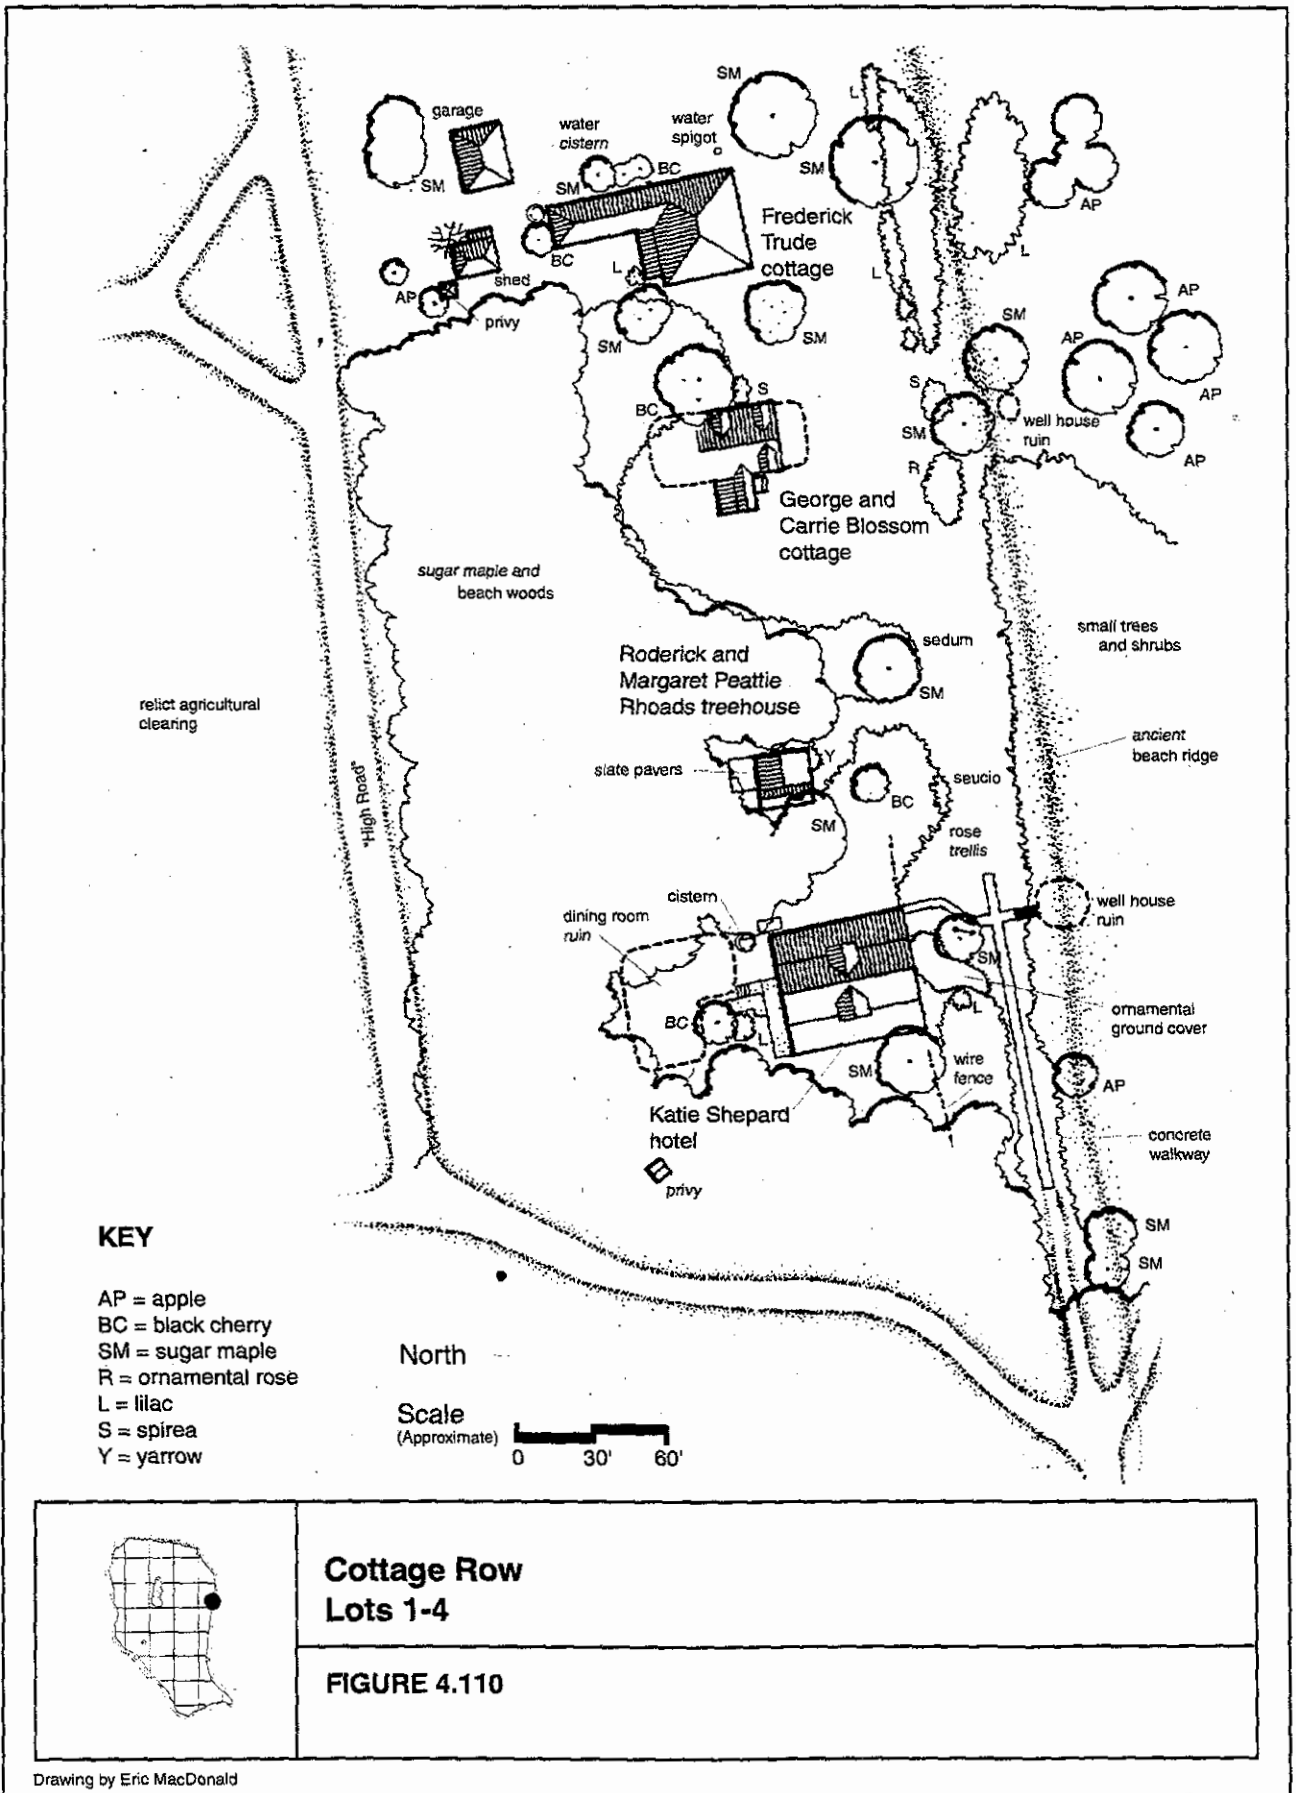 SM
L
garage
water
cistern
water
spigot
SM
SM
BC
SM
AP
Frederick
Trude
cottage
BC
L
L
L
shed
AP
AP
privy
SM
SM
SM
AP
AP
S
S
BC
SM
well house
ruin
AP
R
George and
Carrie Blossom
cottage
sugar maple and
beach woods
small trees
and shrubs
sedum
Roderick and
Margaret Peattie
Rhoads treehouse
SM
relict agricultural
clearing
ancient
beach ridge
Y
slate pavers
seucio
BC
"High Road"
SM
rose
trellis
cistern
well house
ruin
dining room
ruin
SM
ornamental
ground cover
L
BC
L
wire
fence
SM
AP
Katie Shepard
hotel
concrete
walkway
privy
SM
SM
KEY
AP = apple
BC = black cherry
SM = sugar maple
R = ornamental rose
L = lilac
S = spirea
Y = yarrow
North
Scale
(Approximate)
0 30' 60'
Cottage Row
Lots 1-4
FIGURE 4.110
Drawing by Eric MacDonald